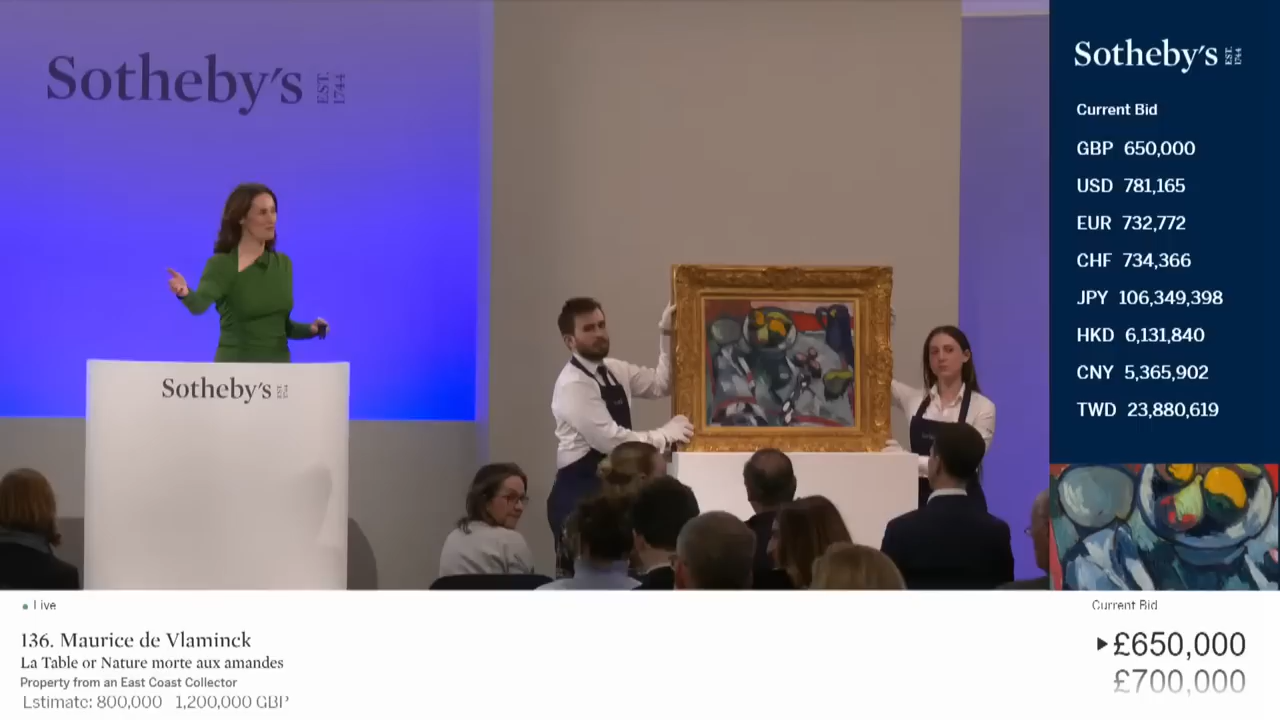 Sotheby's EST. 1744
Sotheby's EST. 1744
Sotheby's EST. 1744
Current Bid
GBP 650,000
USD 781,165
EUR 732,772
CHF 734,366
JPY 106,349,398
HKD 6,131,840
CNY 5,365,902
TWD 23,880,619
Live
136. Maurice de Vlaminck
La Table or Nature morte aux amandes
Property from an East Coast Collector
Estimate: 800,000 1,200,000 GBP
Current Bid
£650,000
£700,000